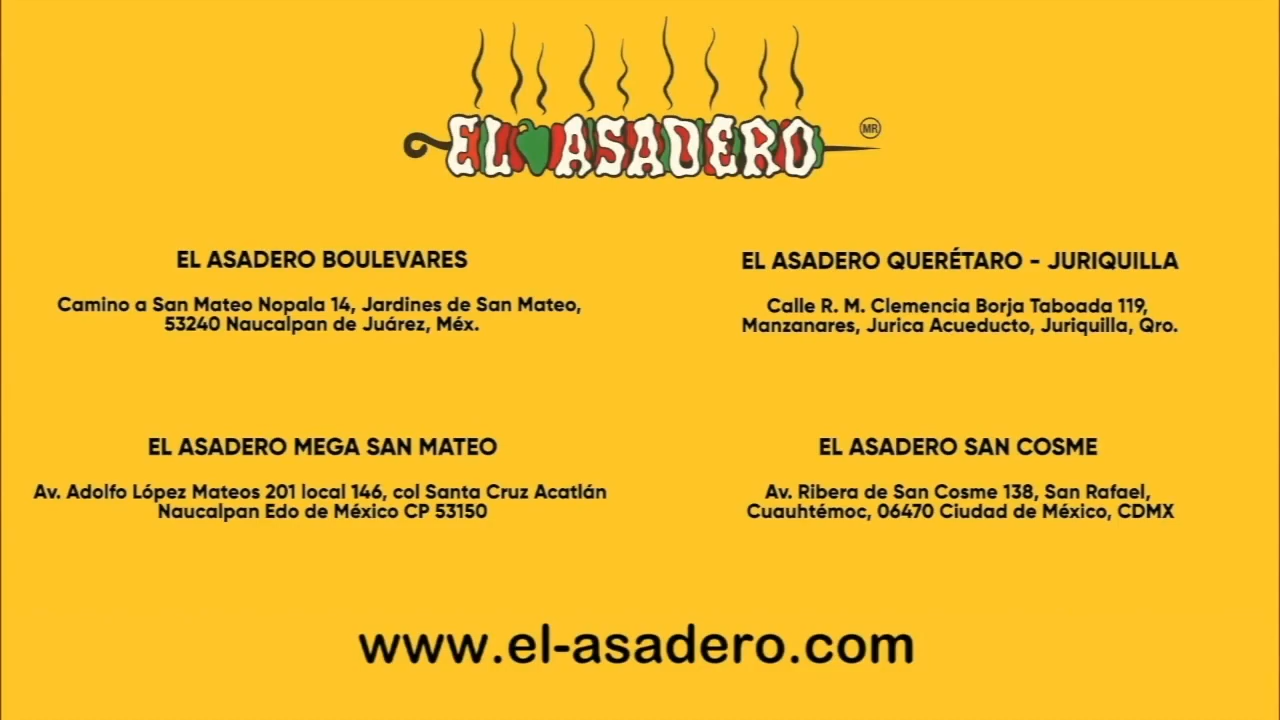 EL ASADERO
MR
EL ASADERO BOULEVARES
Camino a San Mateo Nopala 14, Jardines de San Mateo,
53240 Naucalpan de Juárez, Méx.
EL ASADERO QUERÉTARO - JURIQUILLA
Calle R. M. Clemencia Borja Taboada 119,
Manzanares, Jurica Acueducto, Juriquilla, Qro.
EL ASADERO MEGA SAN MATEO
Av. Adolfo López Mateos 201 local 146, col Santa Cruz Acatlán
Naucalpan Edo de México CP 53150
EL ASADERO SAN COSME
Av. Ribera de San Cosme 138, San Rafael,
Cuauhtémoc, 06470 Ciudad de México, CDMX
www.el-asadero.com